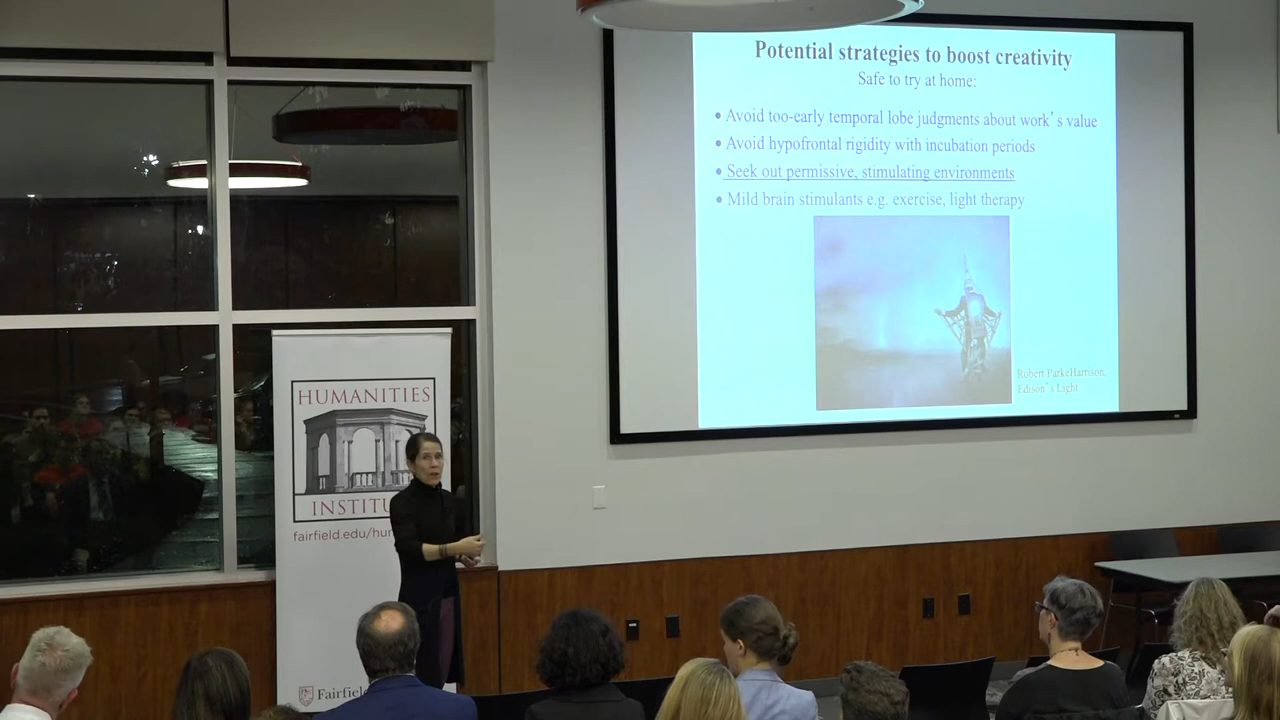 Potential strategies to boost creativity
Safe to try at home:
• Avoid too-early temporal lobe judgments about work's value
• Avoid hypofrontal rigidity with incubation periods
• Seek out permissive, stimulating environments
• Mild brain stimulants e.g. exercise, light therapy
Robert ParkeHarrison,
Edison's Light
HUMANITIES
INSTITU
fairfield.edu/hum
Fairfield